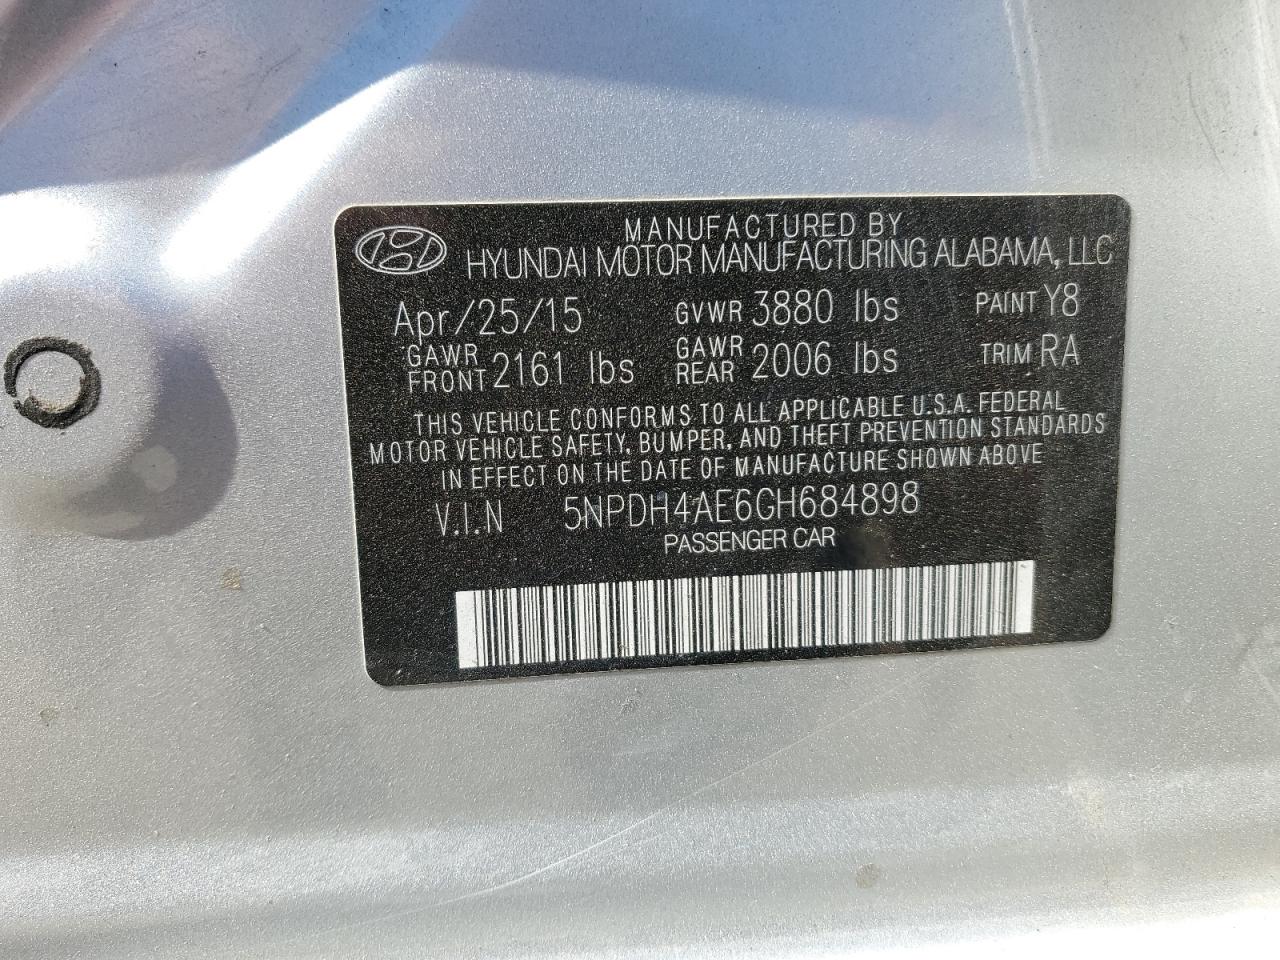 MANUFACTURED BY
HYUNDAI MOTOR MANUFACTURING ALABAMA, LLC
Apr/25/15 GVWR 3880 lbs PAINT Y8
GAWR FRONT 2161 lbs GAWR REAR 2006 lbs TRIM RA
THIS VEHICLE CONFORMS TO ALL APPLICABLE U.S.A. FEDERAL
MOTOR VEHICLE SAFETY, BUMPER, AND THEFT PREVENTION STANDARDS
IN EFFECT ON THE DATE OF MANUFACTURE SHOWN ABOVE
V.I.N 5NPDH4AE6GH684898
PASSENGER CAR